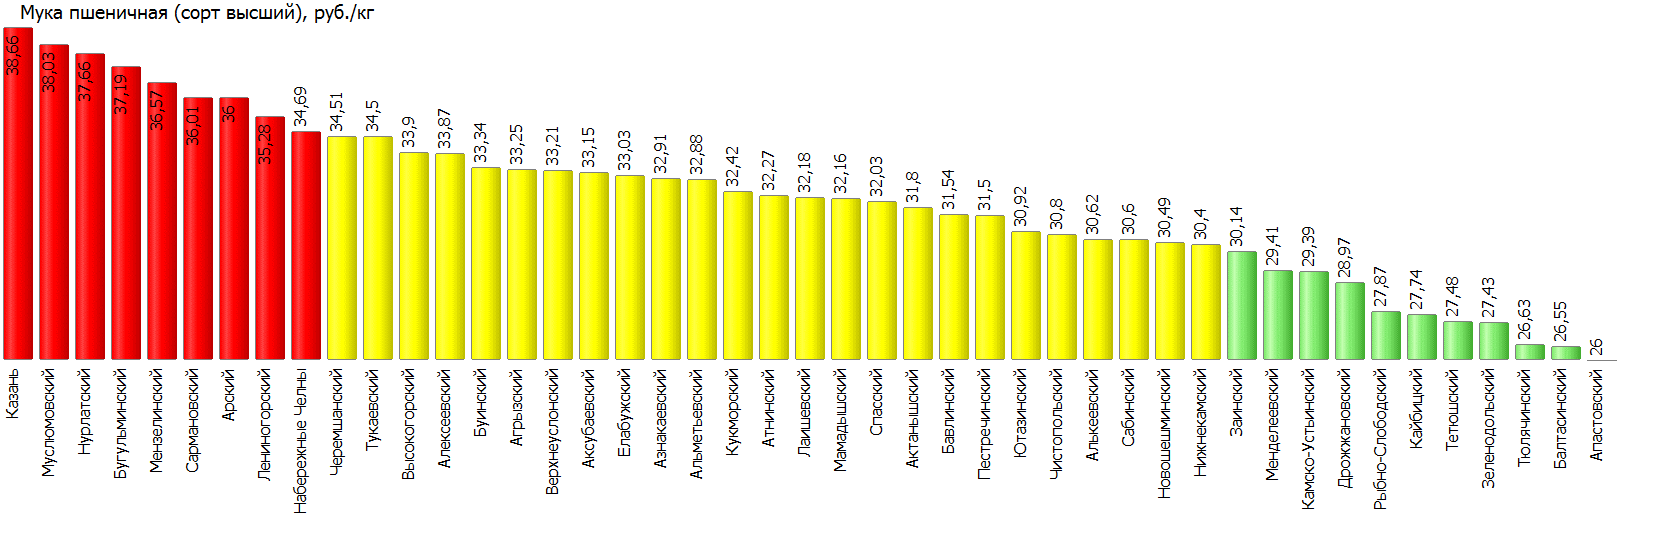 Мука пшеничная (сорт высший), руб./кг
38,66
38,03
37,66
37,19
36,57
36,01
36
35,28
34,69
34,51
34,5
33,9
33,87
33,34
33,25
33,21
33,15
33,03
32,91
32,88
32,42
32,27
32,18
32,16
32,03
31,8
31,54
31,5
30,92
30,8
30,62
30,6
30,49
30,4
30,14
29,41
29,39
28,97
27,87
27,74
27,48
27,43
26,63
26,55
26
Казань
Муслюмовский
Нурлатский
Бугульминский
Мензелинский
Сармановский
Арский
Лениногорский
Набережные Челны
Черемшанский
Тукаевский
Высокогорский
Алексеевский
Буинский
Агрызский
Верхнеуслонский
Аксубаевский
Елабужский
Азнакаевский
Альметьевский
Кукморский
Атнинский
Лаишевский
Мамадышский
Спасский
Актанышский
Бавлинский
Пестречинский
Ютазинский
Чистопольский
Алькеевский
Сабинский
Новошешминский
Нижнекамский
Заинский
Менделеевский
Камско-Устьинский
Дрожжановский
Рыбно-Слободский
Кайбицкий
Тетюшский
Зеленодольский
Тюлячинский
Балтасинский
Апастовский